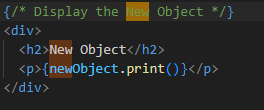 {/* Display the New Object */}
<div>
<h2>New Object</h2>
<p>{newObject.print()}</p>
</div>